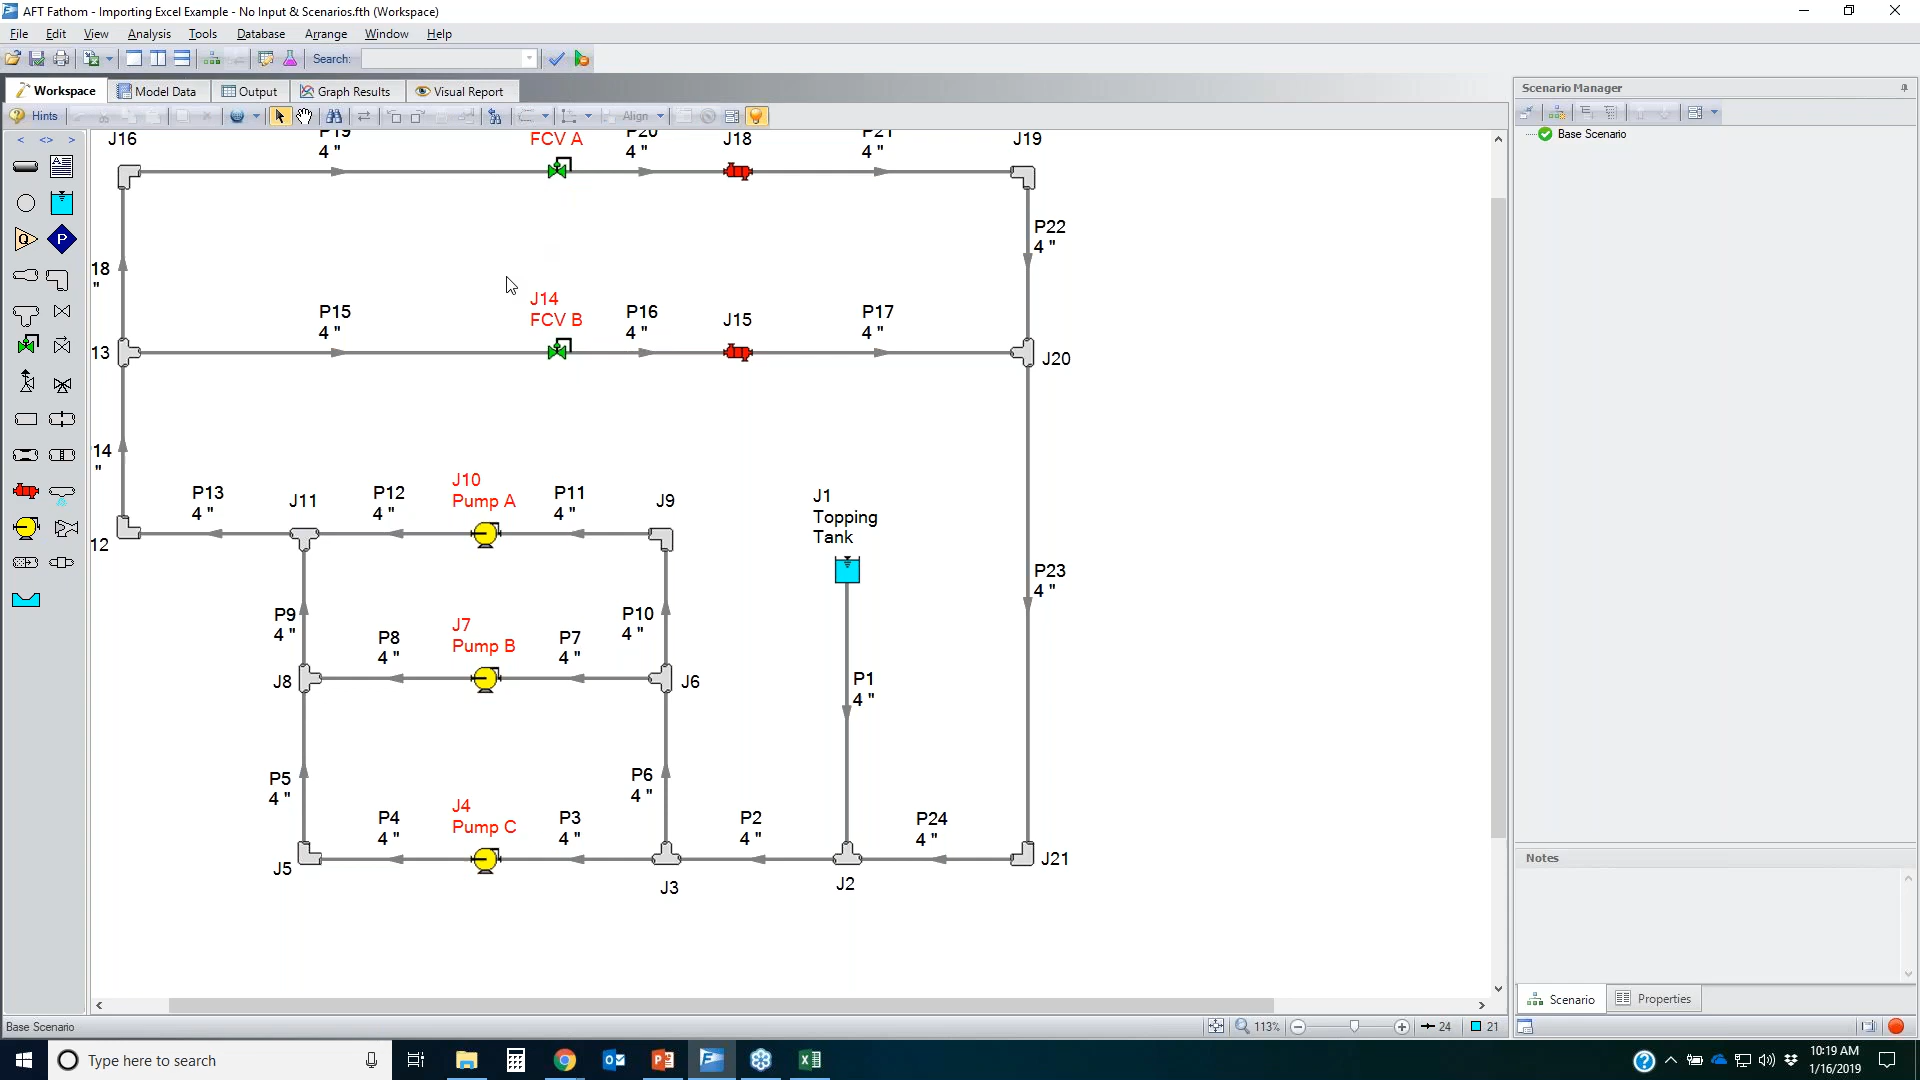 AFT Fathom - Importing Excel Example - No Input & Scenarios.fth (Workspace)
File Edit View Analysis Tools Database Arrange Window Help
Search:
Workspace Model Data Output Graph Results Visual Report
Hints Align
Scenario Manager
Base Scenario
J16
P19
4 "
FCV A
P20
4 "
J18
P21
4 "
J19
P22
4 "
18
"
P15
4 "
J14
FCV B
P16
4 "
J15
P17
4 "
13
J20
14
"
P13
4 "
J11
P12
4 "
J10
Pump A
P11
4 "
J9
J1
Topping
Tank
12
P23
4 "
P9
4 "
P8
4 "
J7
Pump B
P7
4 "
P10
4 "
J8
J6
P1
4 "
P5
4 "
P4
4 "
J4
Pump C
P3
4 "
P6
4 "
P2
4 "
P24
4 "
J5
J3
J2
J21
Q
P
A
Notes
Scenario Properties
Base Scenario
113%
24
21
Type here to search
10:19 AM
1/16/2019